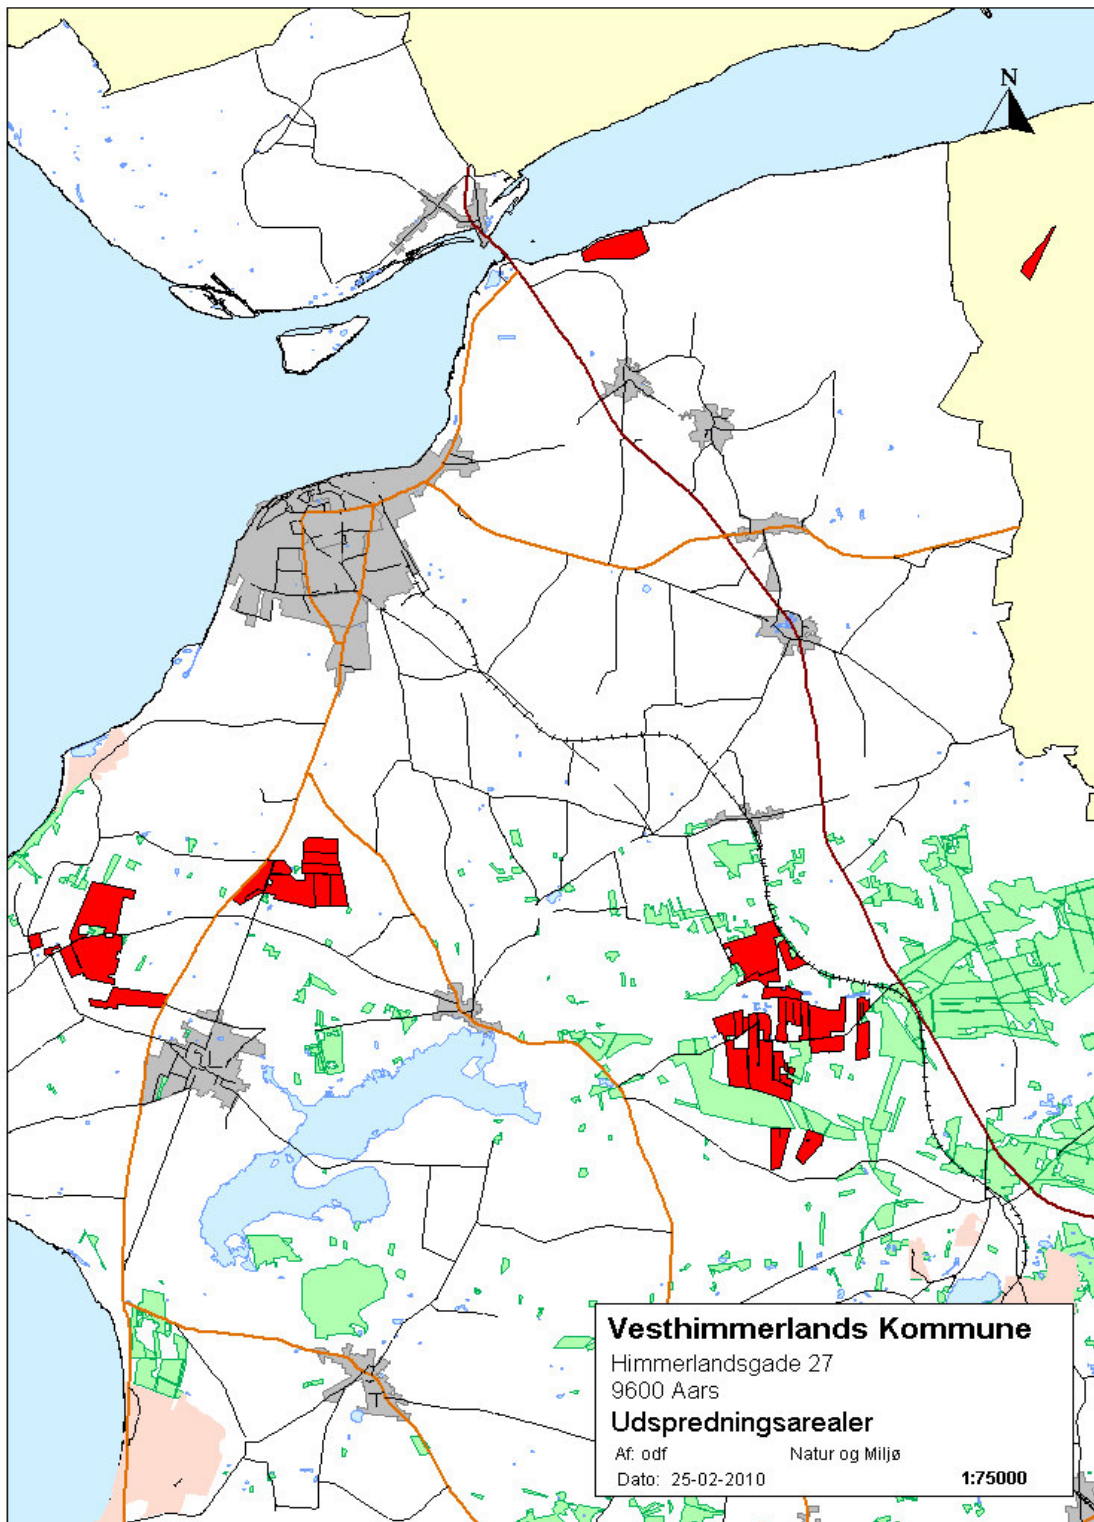 N
Vesthimmerlands Kommune
Himmerlandsgade 27
9600 Aars
Udspredningsarealer
Af: odf Natur og Miljø
Dato: 25-02-2010 1:75000